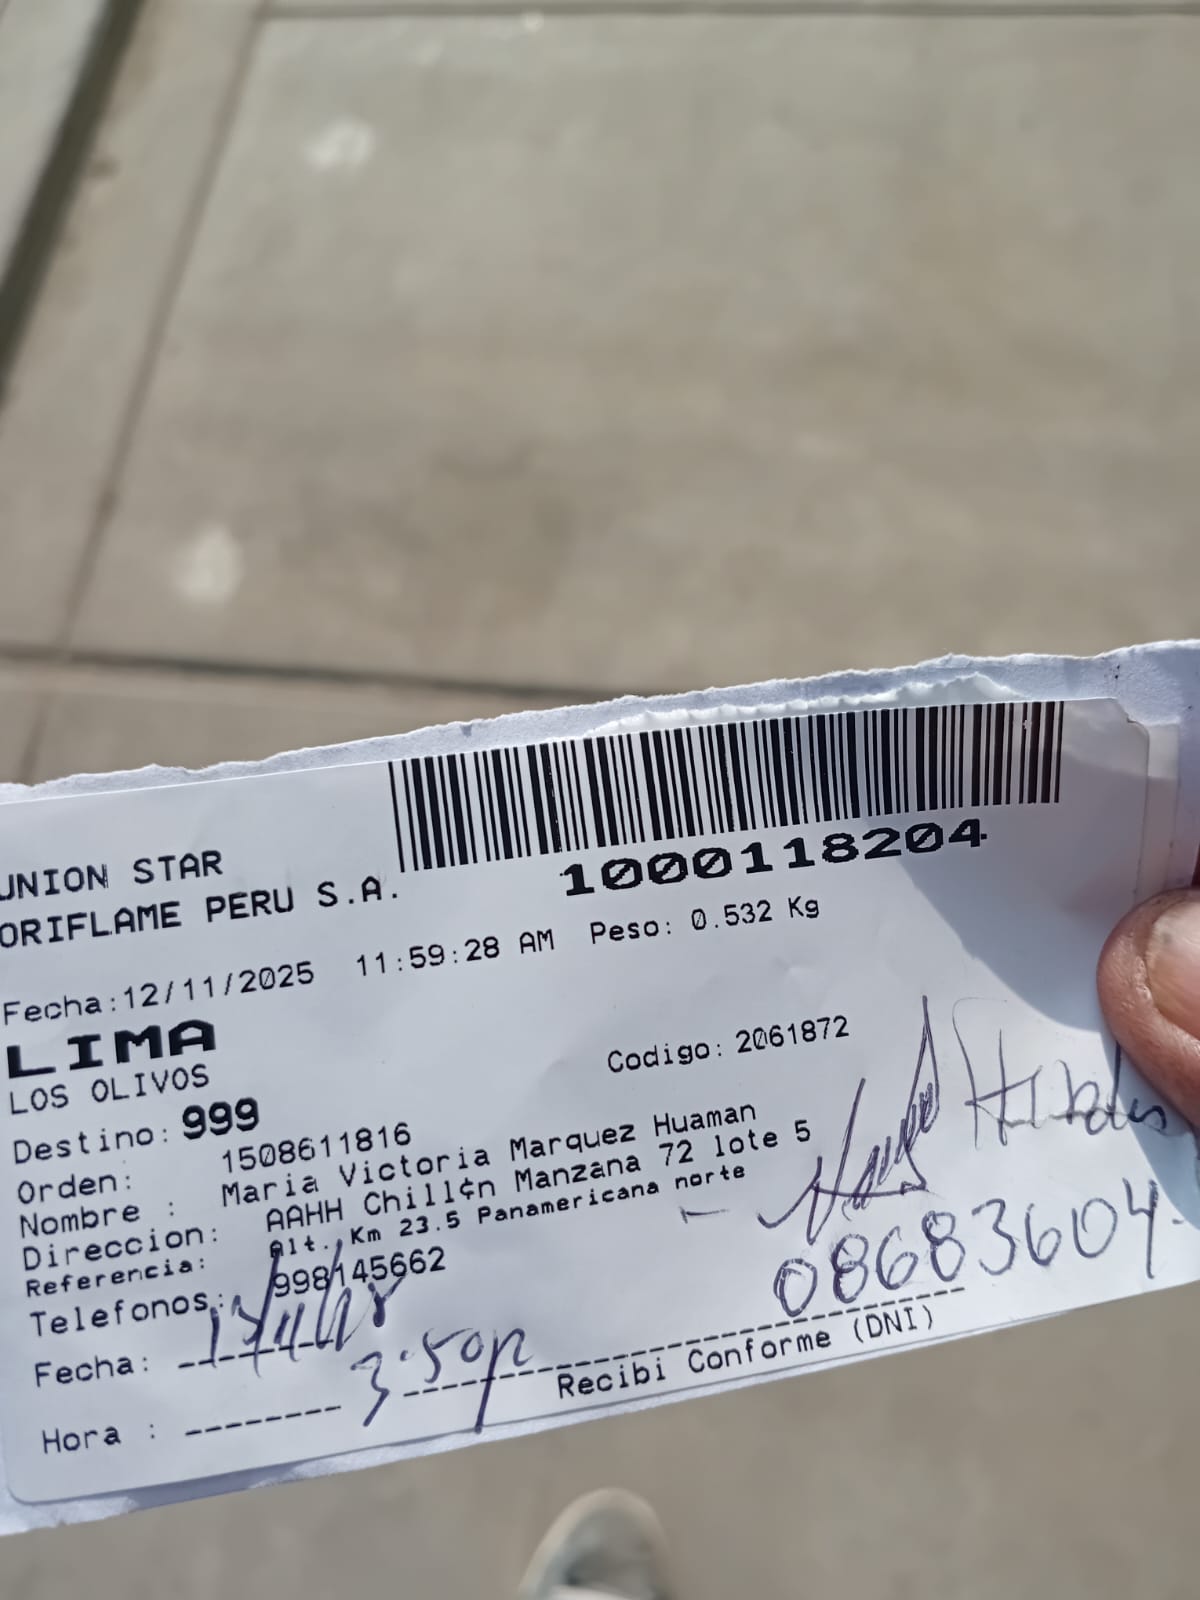 UNION STAR
ORIFLAME PERU S.A.
1000118204
Fecha:12/11/2025 11:59:28 AM Peso: 0.532 Kg
LIMA
LOS OLIVOS
Codigo: 2061872
Destino: 999
Orden: 1508611816
Nombre : Maria Victoria Marquez Huaman
Direccion: AAHH Chill¢n Manzana 72 lote 5
Referencia: Alt. Km 23.5 Panamericana norte
Telefonos: 998145662
08683604
Fecha:
Hora : 3.50p
Recibi Conforme (DNI)